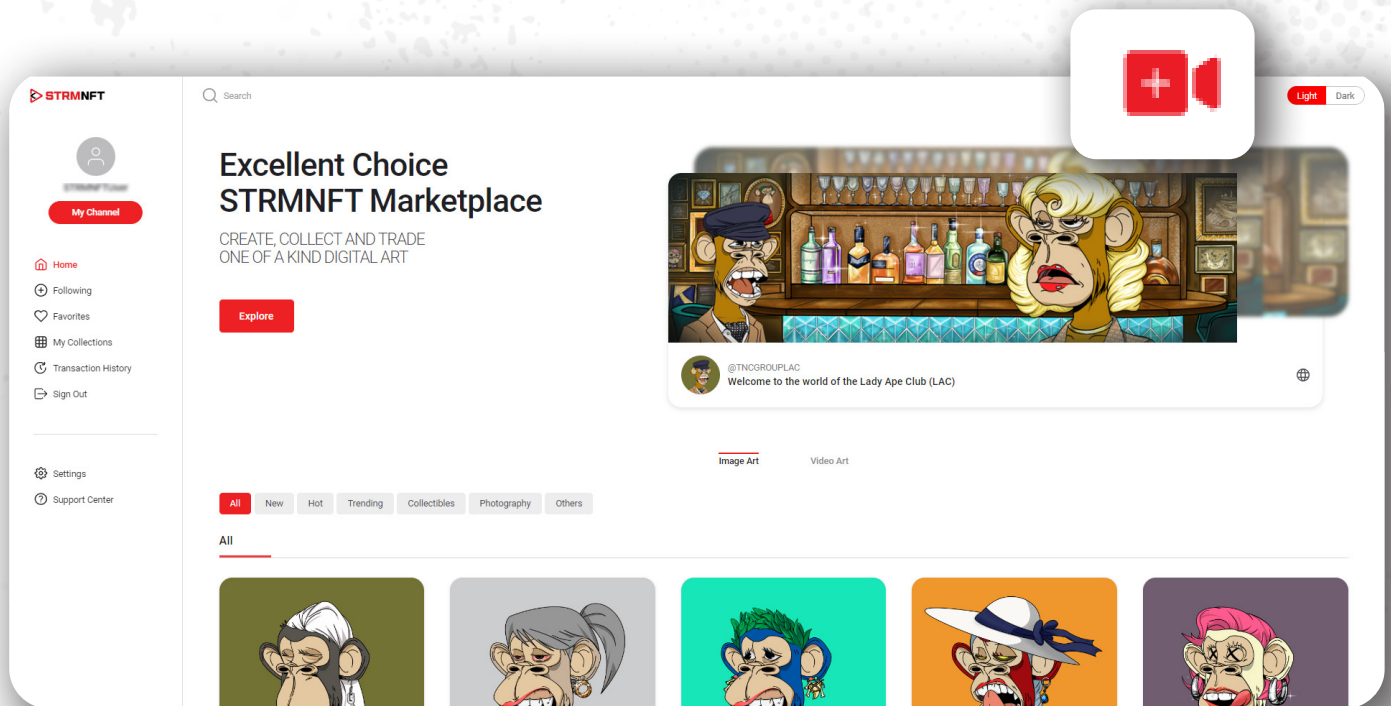 STRMNFT
Search
Light
Dark
My Channel
Home
Following
Favorites
My Collections
Transaction History
Sign Out
Settings
Support Center
Excellent Choice
STRMNFT Marketplace
CREATE, COLLECT AND TRADE
ONE OF A KIND DIGITAL ART
Explore
@TNCGROUPLAC
Welcome to the world of the Lady Ape Club (LAC)
Image Art
Video Art
All
New
Hot
Trending
Collectibles
Photography
Others
All